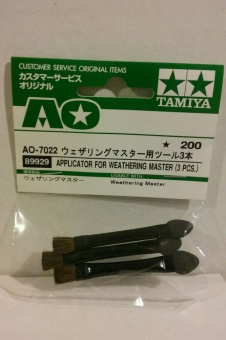 CUSTOMER SERVICE ORIGINAL ITEMS
カスタマーサービス
オリジナル
TAMIYA
AO
★ 200
AO-7022 ウェザリングマスター用ツール3本
89929 APPLICATOR FOR WEATHERING MASTER (3 PCS.)
USABLE WITH
ウェザリングマスター Weathering Master